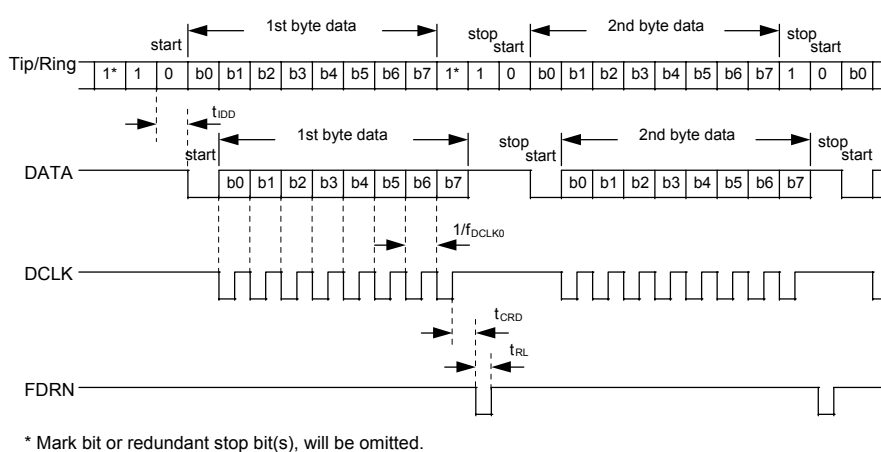 start 1st byte data stop start 2nd byte data stop start
Tip/Ring 1* 1 0 b0 b1 b2 b3 b4 b5 b6 b7 1* 1 0 b0 b1 b2 b3 b4 b5 b6 b7 1 0 b0
tIDD
start 1st byte data stop start 2nd byte data stop start
DATA b0 b1 b2 b3 b4 b5 b6 b7 b0 b1 b2 b3 b4 b5 b6 b7
1/fDCLK0
DCLK
tCRD
tRL
FDRN
* Mark bit or redundant stop bit(s), will be omitted.